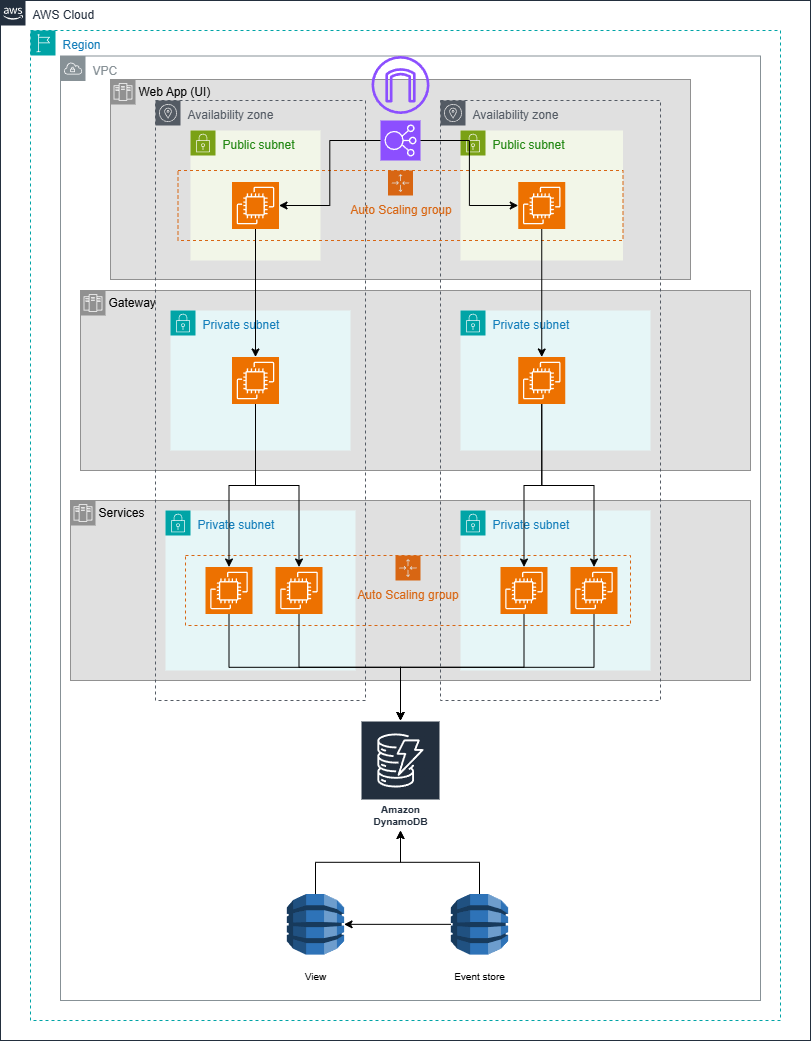 aws
AWS Cloud
Region
VPC
Web App (UI)
Availability zone
Availability zone
Public subnet
Public subnet
Auto Scaling group
Gateway
Private subnet
Private subnet
Services
Private subnet
Private subnet
Auto Scaling group
Amazon
DynamoDB
View
Event store